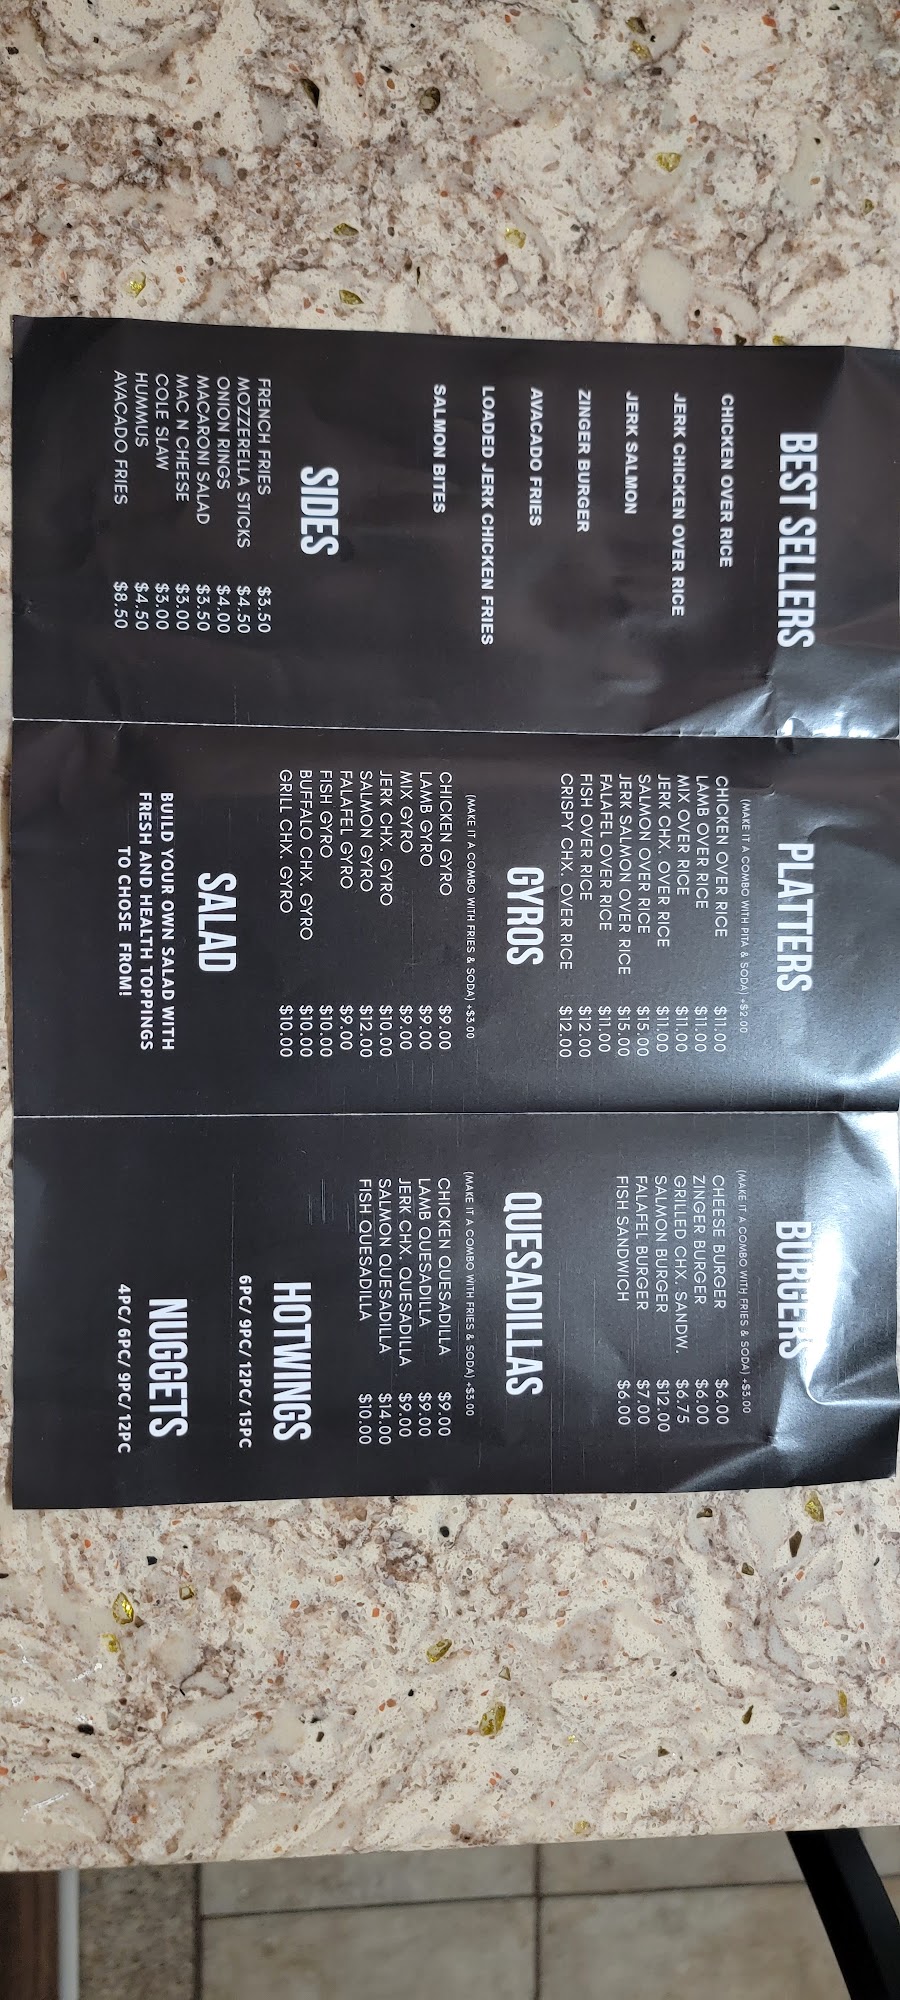 BEST SELLERS
CHICKEN OVER RICE
JERK CHICKEN OVER RICE
JERK SALMON
ZINGER BURGER
AVACADO FRIES
LOADED JERK CHICKEN FRIES
SALMON BITES
SIDES
FRENCH FRIES $3.50
MOZZERELLA STICKS $4.50
ONION RINGS $4.00
MACARONI SALAD $3.50
MAC N CHEESE $3.00
COLE SLAW $3.00
HUMMUS $4.50
AVACADO FRIES $8.50
PLATTERS
(MAKE IT A COMBO WITH PITA & SODA) +$2.00
CHICKEN OVER RICE $11.00
LAMB OVER RICE $11.00
MIX OVER RICE $11.00
JERK CHX. OVER RICE $11.00
SALMON OVER RICE $15.00
JERK SALMON OVER RICE $15.00
FALAFEL OVER RICE $11.00
FISH OVER RICE $12.00
CRISPY CHX. OVER RICE $12.00
GYROS
(MAKE IT A COMBO WITH FRIES & SODA) +$3.00
CHICKEN GYRO $9.00
LAMB GYRO $9.00
MIX GYRO $9.00
JERK CHX. GYRO $10.00
SALMON GYRO $12.00
FALAFEL GYRO $9.00
FISH GYRO $10.00
BUFFALO CHX. GYRO $10.00
GRILL CHX. GYRO $10.00
SALAD
BUILD YOUR OWN SALAD WITH
FRESH AND HEALTH TOPPINGS
TO CHOSE FROM!
BURGERS
(MAKE IT A COMBO WITH FRIES & SODA) +$3.00
CHEESE BURGER $6.00
ZINGER BURGER $6.00
GRILLED CHX. SANDW. $6.75
SALMON BURGER $12.00
FALAFEL BURGER $7.00
FISH SANDWICH $6.00
QUESADILLAS
(MAKE IT A COMBO WITH FRIES & SODA) +$3.00
CHICKEN QUESADILLA $9.00
LAMB QUESADILLA $9.00
JERK CHX. QUESADILLA $9.00
SALMON QUESADILLA $14.00
FISH QUESADILLA $10.00
HOTWINGS
6PC/ 9PC/ 12PC/ 15PC
NUGGETS
4PC/ 6PC/ 9PC/ 12PC